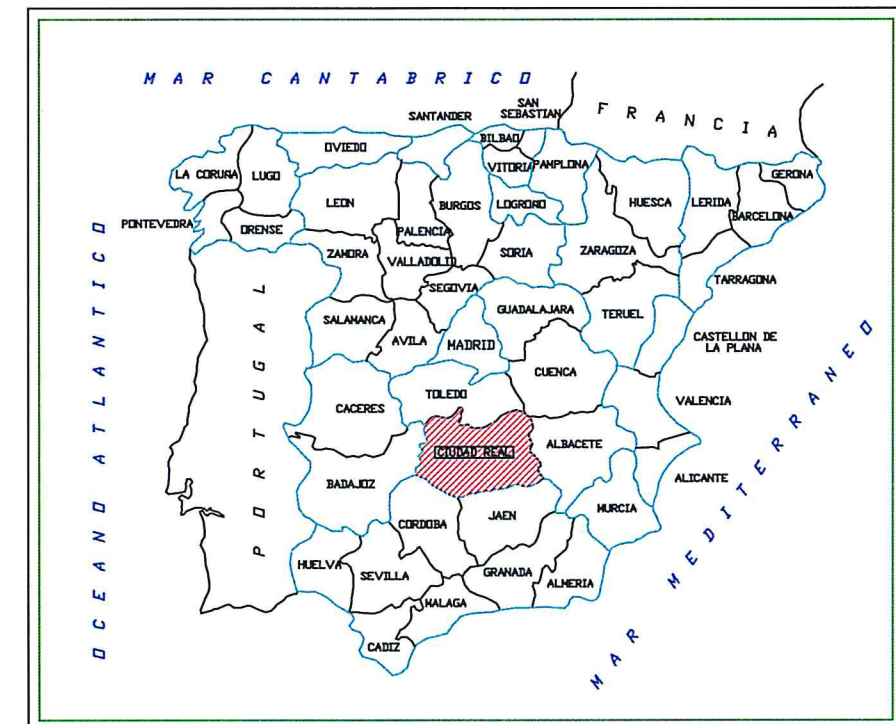 MAR CANTABRICO
FRANCIA
SAN
SEBASTIAN
SANTANDER
BILBAO
OVIEDO
LA CORUNA
LUGO
VITORIA
PAMPLONA
GERONA
LEON
BURGOS
LOGRONO
HUESCA
LERIDA
BARCELONA
PONTEVEDRA
ORENSE
PALENCIA
ZAMORA
VALLADOLID
SORIA
ZARAGOZA
TARRAGONA
SEGOVIA
GUADALAJARA
TERUEL
SALAMANCA
AVILA
MADRID
CASTELLON DE
LA PLANA
CUENCA
TOLEDO
CACERES
VALENCIA
CIUDAD REAL
ALBACETE
BADAJOZ
ALICANTE
MURCIA
CORDOBA
JAEN
HUELVA
SEVILLA
GRANADA
ALMERIA
MALAGA
CADIZ
PORTUGAL
OCEANO ATLANTICO
MAR MEDITERRANEO